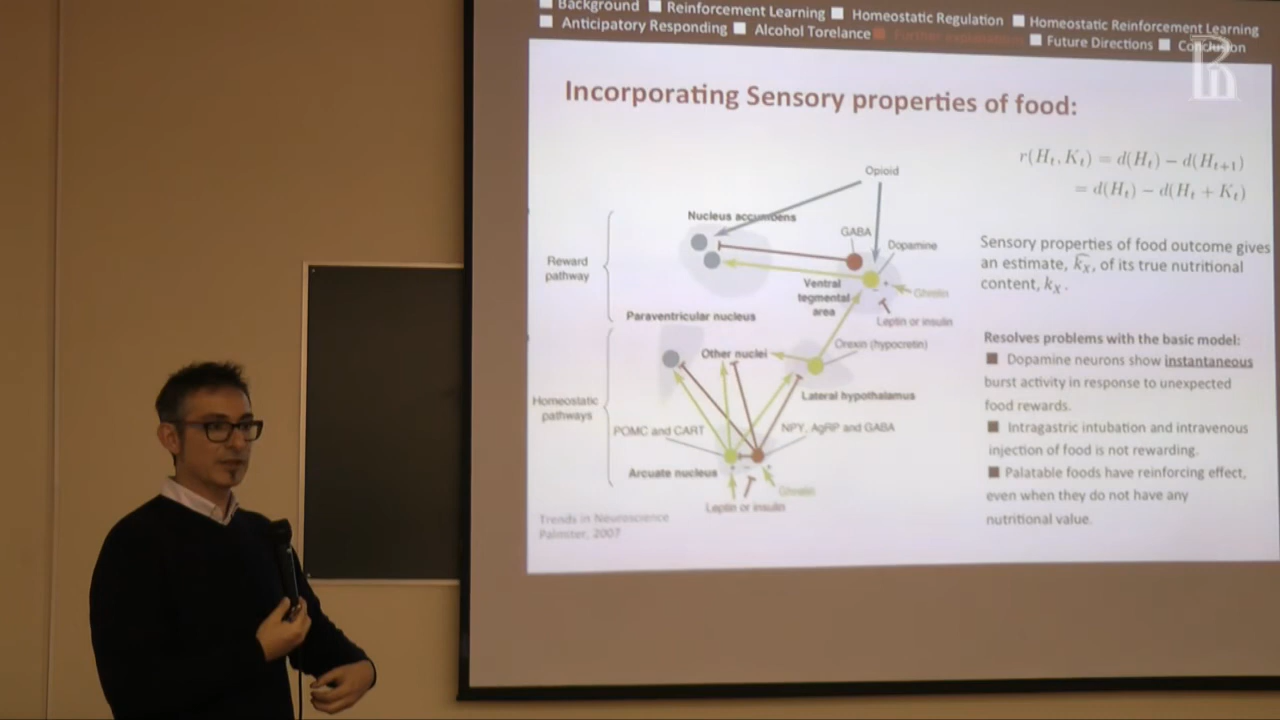 Background Reinforcement Learning Homeostatic Regulation Homeostatic Reinforcement Learning
Anticipatory Responding Alcohol Torelance Further Future Directions Conclusion
Incorporating Sensory properties of food:
r(H_t, K_t) = d(H_t) − d(H_{t+1})
= d(H_t) − d(H_t + K_t)
Opioid
Nucleus accumbens
GABA
Dopamine
Reward
pathway
Ventral
tegmental
area
Ghrelin
Leptin or insulin
Paraventricular nucleus
Other nuclei
Orexin (hypocretin)
Lateral hypothalamus
Homeostatic
pathways
POMC and CART
NPY, AgRP and GABA
Arcuate nucleus
Ghrelin
Leptin or insulin
Trends in Neuroscience
Palmiter, 2007
Sensory properties of food outcome gives
an estimate, \widehat{k_x}, of its true nutritional
content, k_x.
Resolves problems with the basic model:
Dopamine neurons show instantaneous
burst activity in response to unexpected
food rewards.
Intragastric intubation and intravenous
injection of food is not rewarding.
Palatable foods have reinforcing effect,
even when they do not have any
nutritional value.